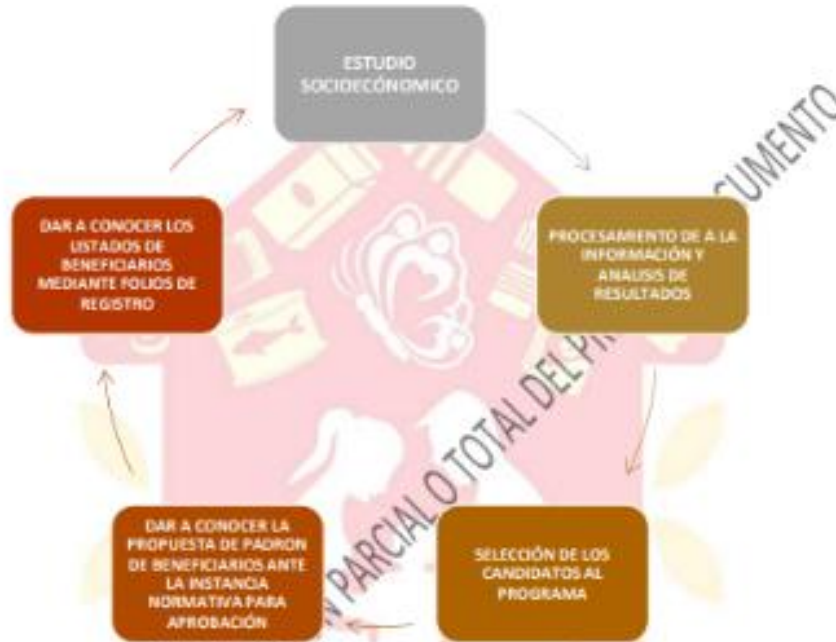 ESTUDIO
SOCIOECÓNOMICO
PROCESAMIENTO DE A LA
INFORMACIÓN Y
ANALISIS DE
RESULTADOS
SELECCIÓN DE LOS
CANDIDATOS AL
PROGRAMA
DAR A CONOCER LA
PROPUESTA DE PADRON
DE BENEFICIARIOS ANTE
LA INSTANCIA
NORMATIVA PARA
APROBACIÓN
DAR A CONOCER LOS
LISTADOS DE
BENEFICIARIOS
MEDIANTE FOLIOS DE
REGISTRO
PARCIAL O TOTAL DEL